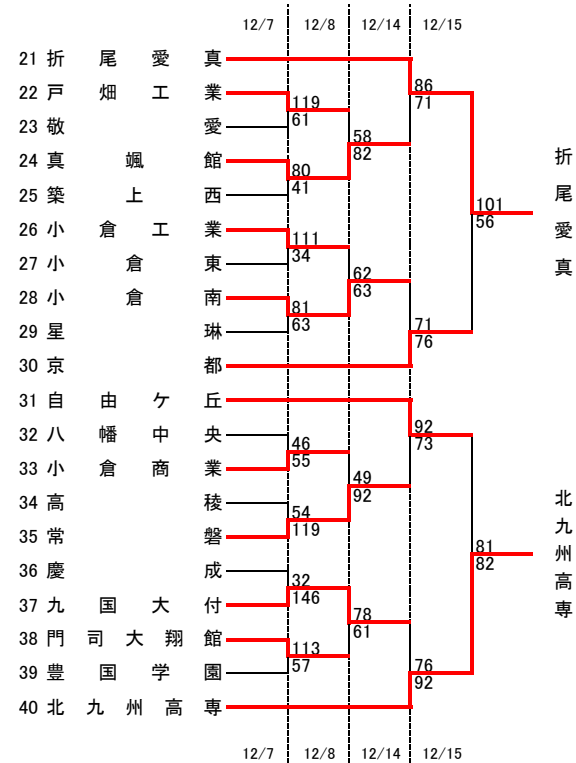 12/7 12/8 12/14 12/15
21 折尾愛真
22 戸畑工業
23 敬愛
24 真颯館
25 築上西
26 小倉工業
27 小倉東
28 小倉南
29 星琳
30 京都
31 自由ケ丘
32 八幡中央
33 小倉商業
34 高稜
35 常磐
36 慶成
37 九国大付
38 門司大翔館
39 豊国学園
40 北九州高専
119
61
80
41
111
34
81
63
46
55
54
119
32
146
113
57
58
82
62
63
49
92
78
61
86
71
71
76
92
73
76
92
101
56
81
82
折尾愛真
北九州高専
12/7 12/8 12/14 12/15